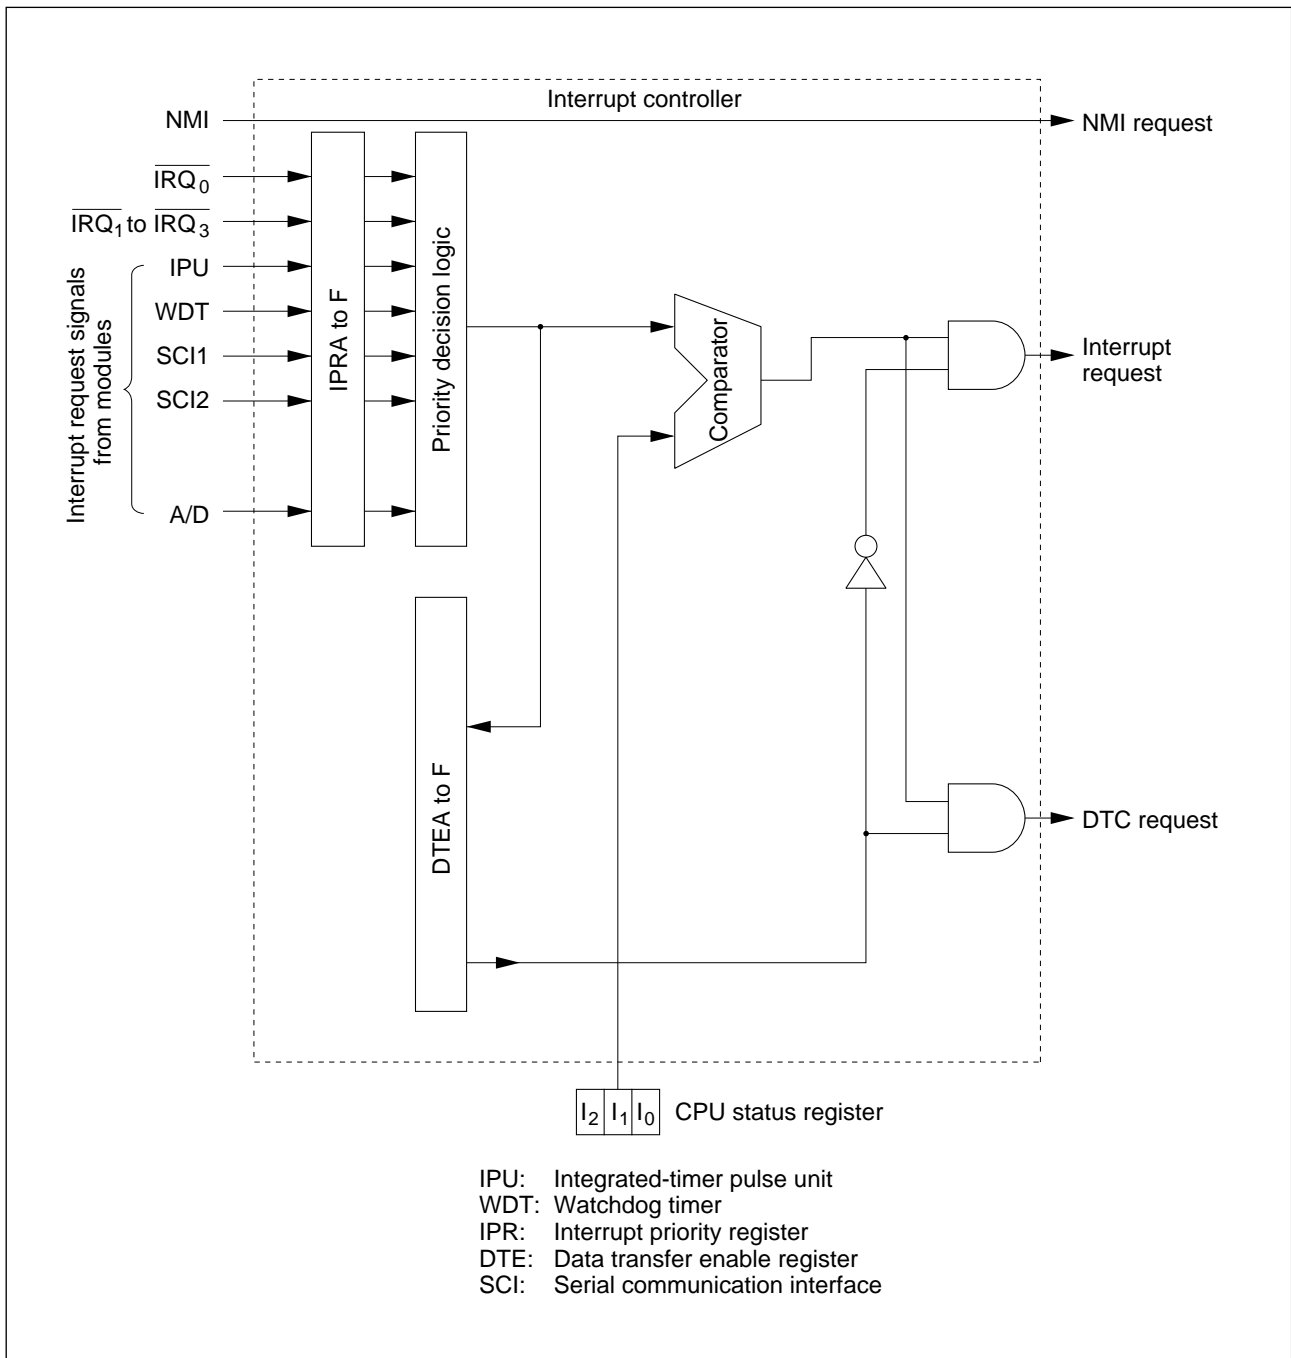 Interrupt controller
NMI
NMI request
IRQ0
IRQ1 to IRQ3
IPU
WDT
SCI1
SCI2
A/D
Interrupt request signals
from modules
IPRA to F
Priority decision logic
Comparator
Interrupt
request
DTEA to F
DTC request
I2 I1 I0 CPU status register
IPU: Integrated-timer pulse unit
WDT: Watchdog timer
IPR: Interrupt priority register
DTE: Data transfer enable register
SCI: Serial communication interface